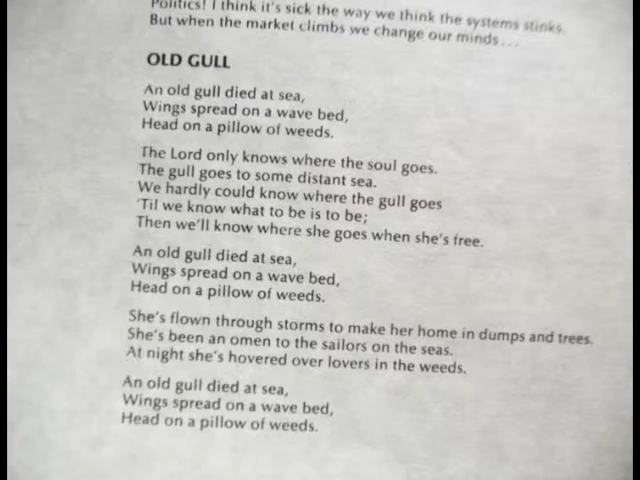 Politics! I think it's sick the way we think the systems stinks.
But when the market climbs we change our minds...
OLD GULL
An old gull died at sea,
Wings spread on a wave bed,
Head on a pillow of weeds.
The Lord only knows where the soul goes.
The gull goes to some distant sea.
We hardly could know where the gull goes
'Til we know what to be is to be;
Then we'll know where she goes when she's free.
An old gull died at sea,
Wings spread on a wave bed,
Head on a pillow of weeds.
She's flown through storms to make her home in dumps and trees.
She's been an omen to the sailors on the seas.
At night she's hovered over lovers in the weeds.
An old gull died at sea,
Wings spread on a wave bed,
Head on a pillow of weeds.